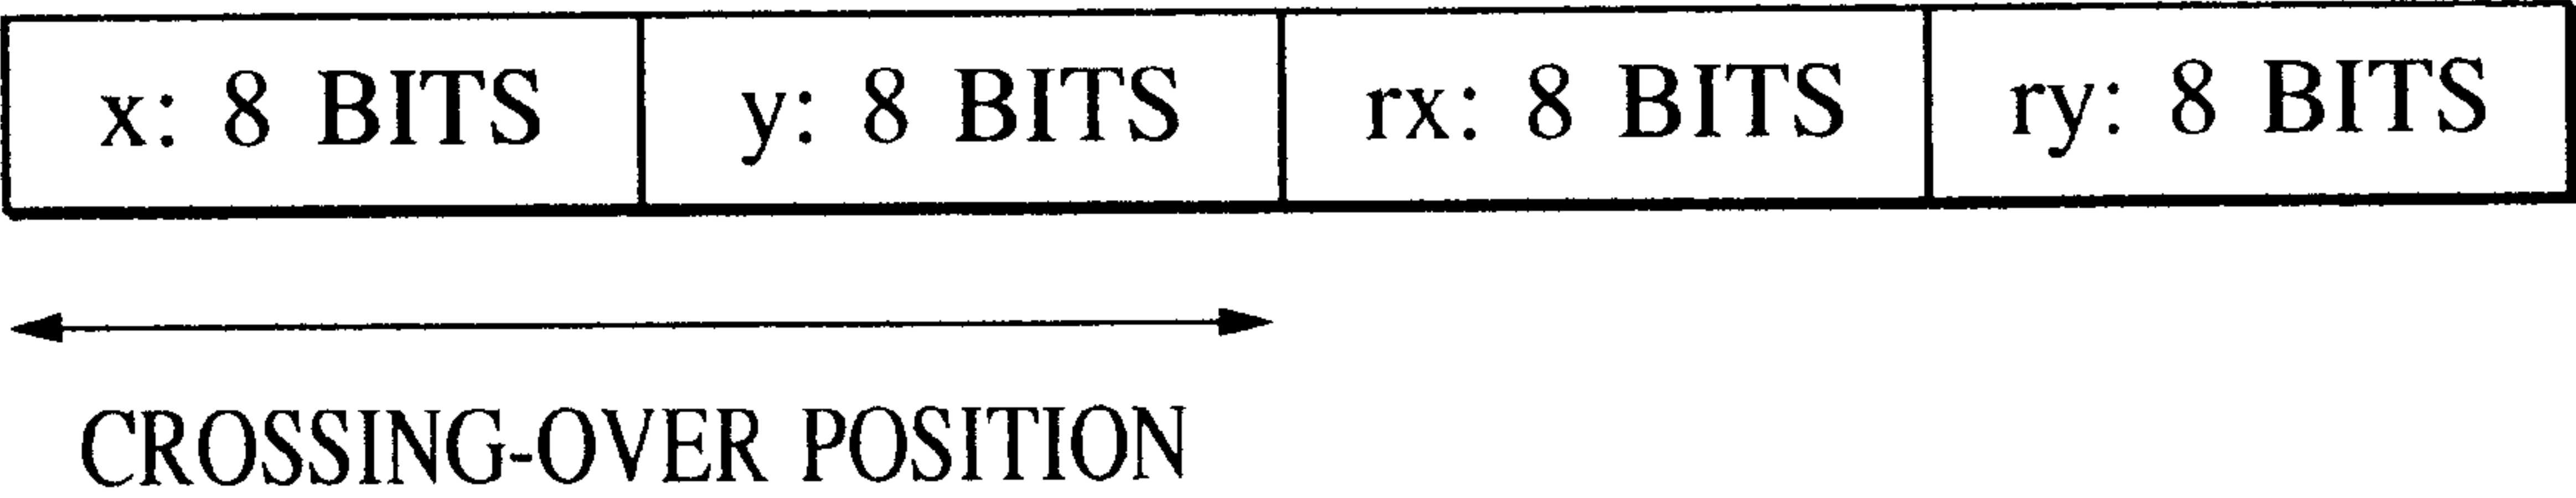 x: 8 BITS y: 8 BITS rx: 8 BITS ry: 8 BITS
CROSSING-OVER POSITION